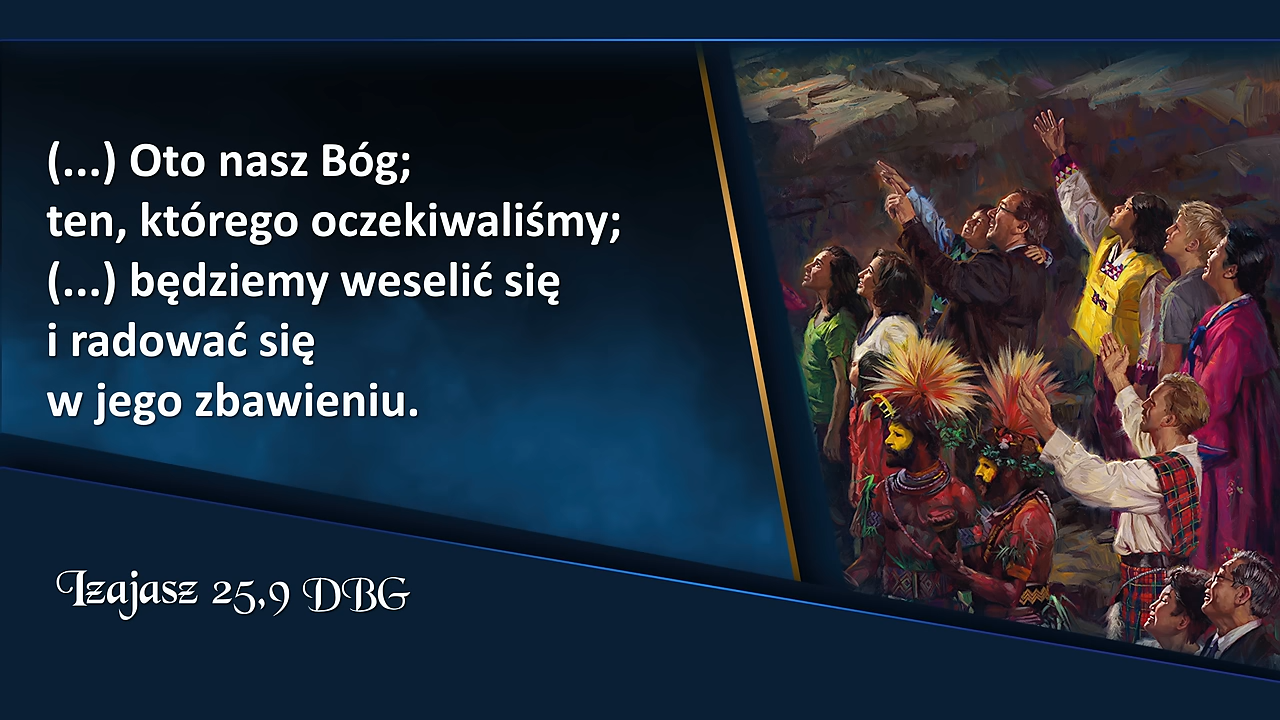 (...) Oto nasz Bóg;
ten, którego oczekiwaliśmy;
(...) będziemy weselić się
i radować się
w jego zbawieniu.
Izajasz 25,9 DBG